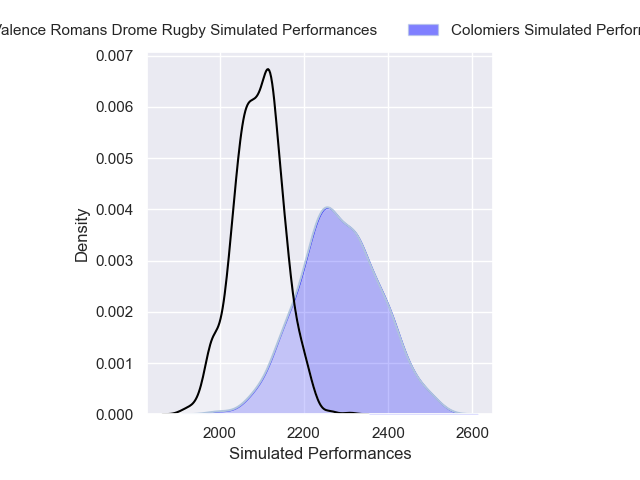 Valence Romans Drome Rugby Simulated Performances Colomiers Simulated
0.007
0.006
0.005
0.004
0.003
0.002
0.001
0.000
Density
2000 2200 2400 2600
Simulated Performances